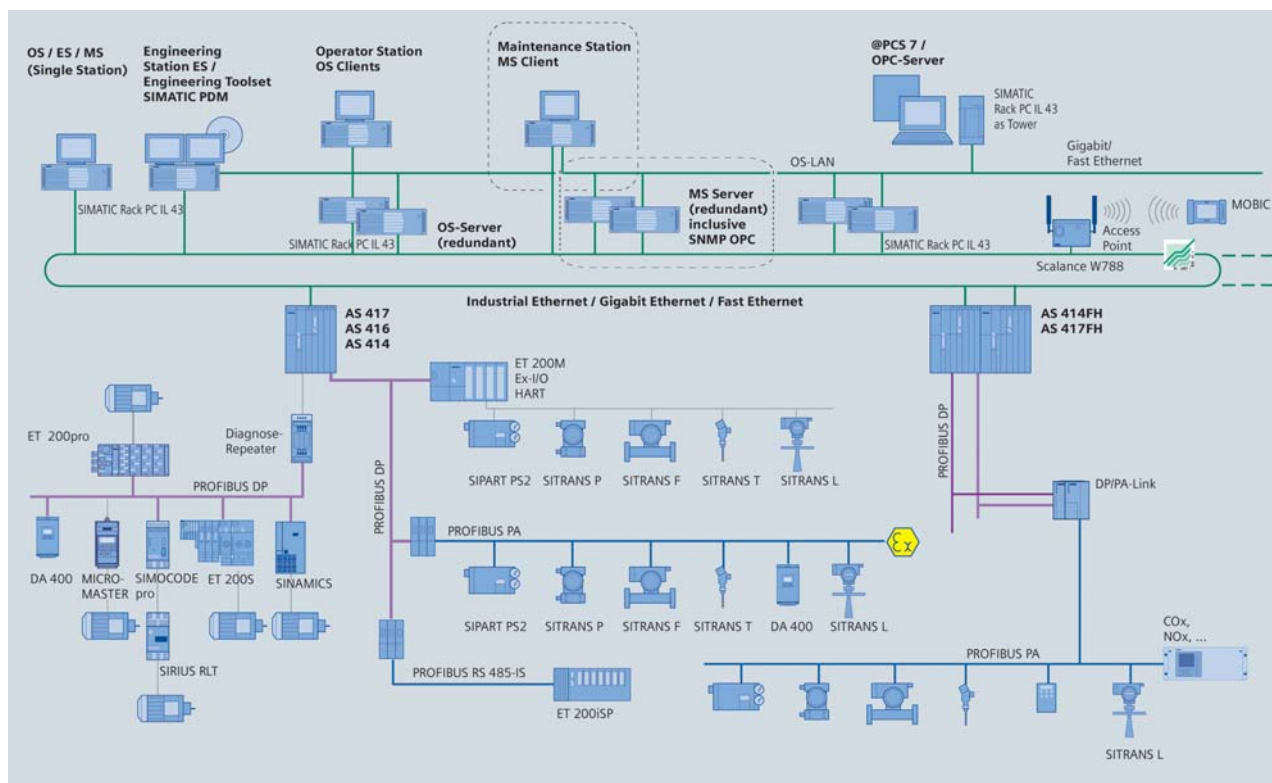 OS / ES / MS
(Single Station)
Engineering
Station ES /
Engineering Toolset
SIMATIC PDM
Operator Station
OS Clients
Maintenance Station
MS Client
@PCS 7 /
OPC-Server
SIMATIC
Rack PC IL 43
as Tower
Gigabit/
Fast Ethernet
OS-LAN
SIMATIC Rack PC IL 43
SIMATIC Rack PC IL 43
OS-Server
(redundant)
MS Server
(redundant)
inclusive
SNMP OPC
SIMATIC Rack PC IL 43
Access
Point
MOBIC
Scalance W788
Industrial Ethernet / Gigabit Ethernet / Fast Ethernet
AS 417
AS 416
AS 414
AS 414FH
AS 417FH
ET 200M
Ex-I/O
HART
ET 200pro
Diagnose-
Repeater
SIPART PS2
SITRANS P
SITRANS F
SITRANS T
SITRANS L
PROFIBUS DP
PROFIBUS DP
PROFIBUS DP
DP/PA-Link
PROFIBUS PA
Ex
DA 400
MICRO-
MASTER
SIMOCODE
pro
ET 200S
SINAMICS
SIPART PS2
SITRANS P
SITRANS F
SITRANS T
DA 400
SITRANS L
SIRIUS RLT
PROFIBUS RS 485-IS
ET 200iSP
PROFIBUS PA
COx,
NOx, ...
SITRANS L